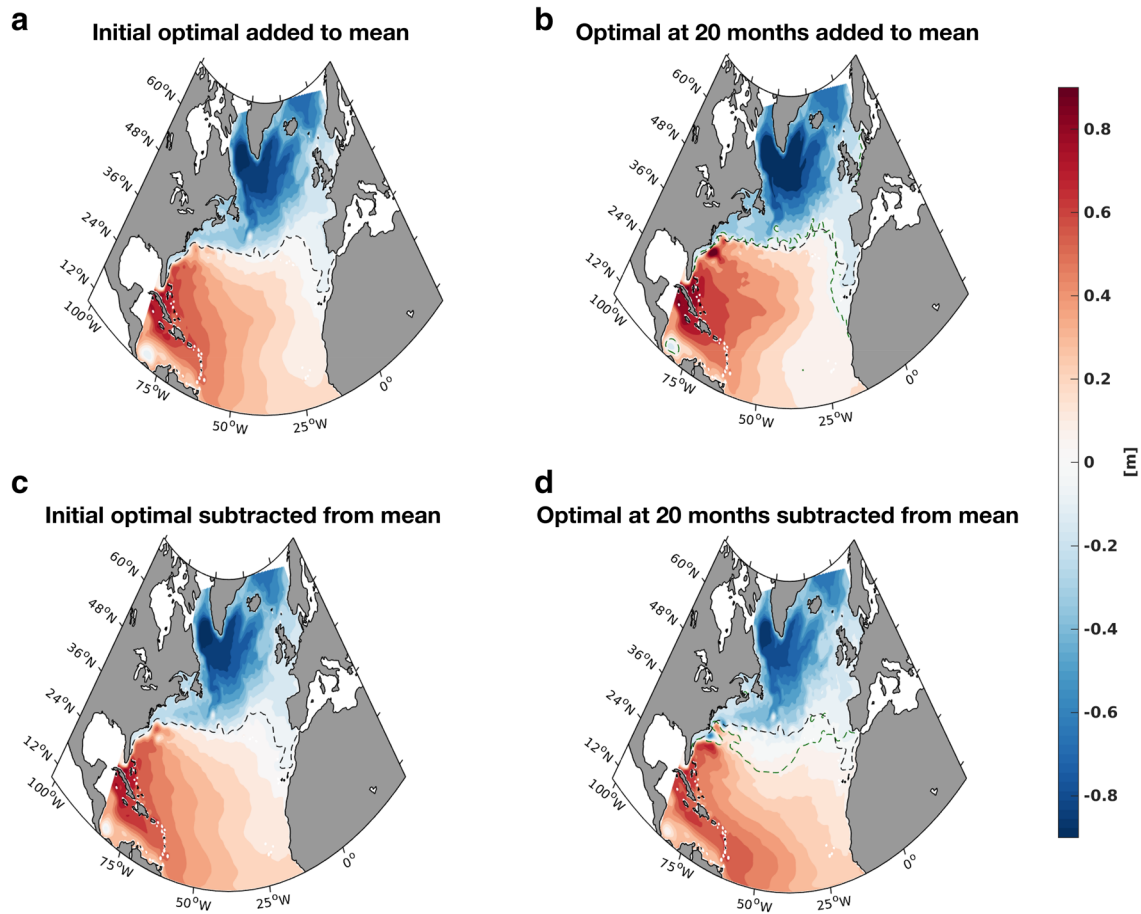 a
Initial optimal added to mean
b
Optimal at 20 months added to mean
60°N
48°N
36°N
24°N
12°N
100°W
75°W
50°W
25°W
0°
60°N
48°N
36°N
24°N
12°N
100°W
75°W
50°W
25°W
0°
c
Initial optimal subtracted from mean
d
Optimal at 20 months subtracted from mean
60°N
48°N
36°N
24°N
12°N
100°W
75°W
50°W
25°W
0°
60°N
48°N
36°N
24°N
12°N
100°W
75°W
50°W
25°W
0°
0.8
0.6
0.4
0.2
0
-0.2
-0.4
-0.6
-0.8
[m]